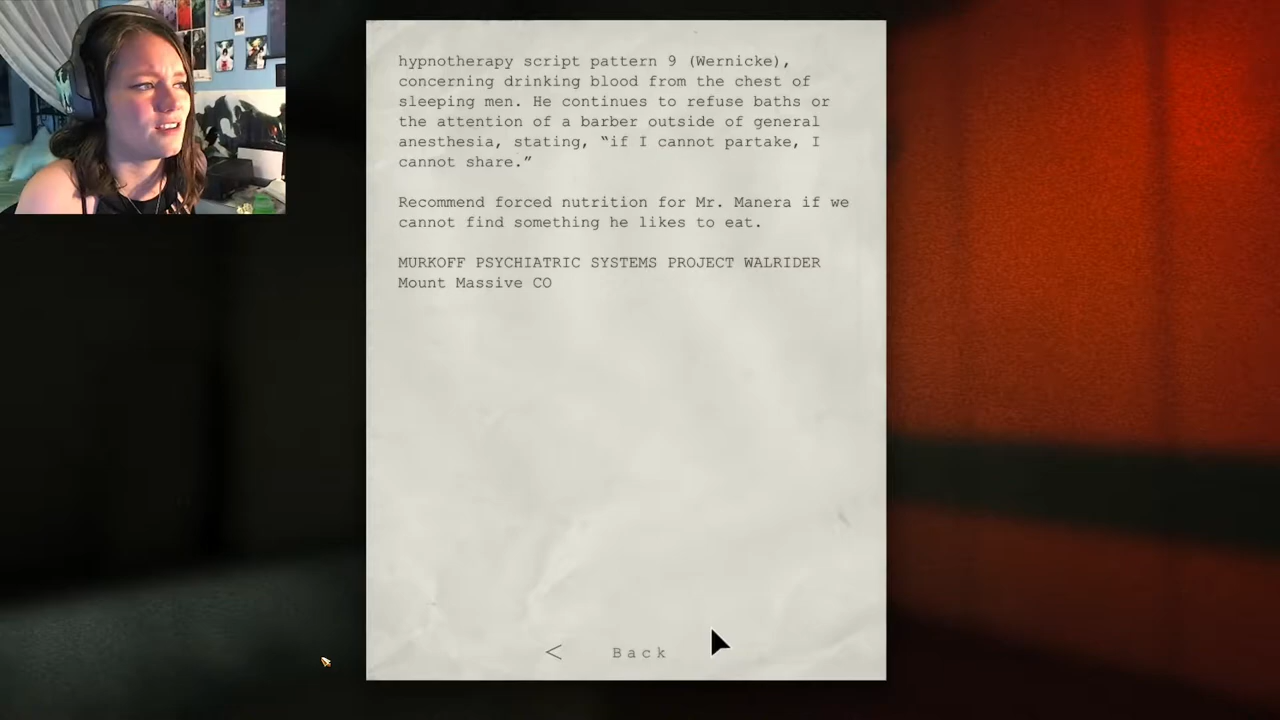 hypnotherapy script pattern 9 (Wernicke),
concerning drinking blood from the chest of
sleeping men. He continues to refuse baths or
the attention of a barber outside of general
anesthesia, stating, “if I cannot partake, I
cannot share.”
Recommend forced nutrition for Mr. Manera if we
cannot find something he likes to eat.
MURKOFF PSYCHIATRIC SYSTEMS PROJECT WALRIDER
Mount Massive CO
< Back